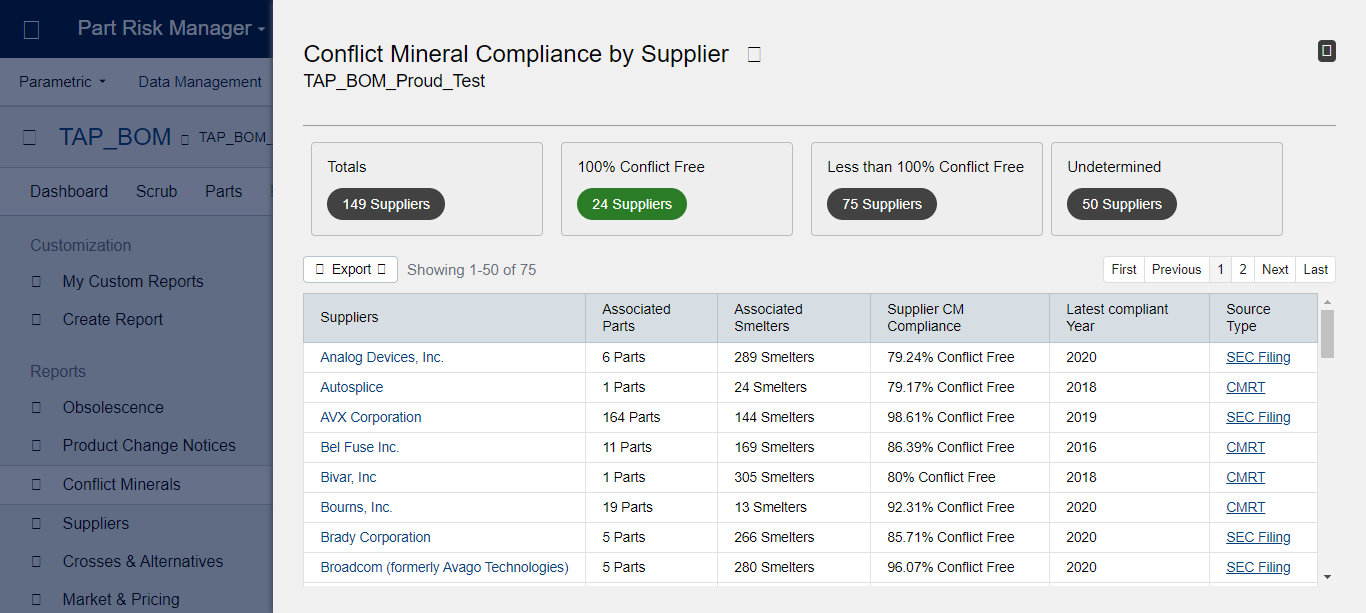 Part Risk Manager
Parametric
Data Management
TAP_BOM
TAP_BOM_
Dashboard
Scrub
Parts
Customization
My Custom Reports
Create Report
Reports
Obsolescence
Product Change Notices
Conflict Minerals
Suppliers
Crosses & Alternatives
Market & Pricing
Conflict Mineral Compliance by Supplier
TAP_BOM_Proud_Test
Totals
149 Suppliers
100% Conflict Free
24 Suppliers
Less than 100% Conflict Free
75 Suppliers
Undetermined
50 Suppliers
Export
Showing 1-50 of 75
First Previous 1 2 Next Last
Suppliers
Associated
Parts
Associated
Smelters
Supplier CM
Compliance
Latest compliant
Year
Source
Type
Analog Devices, Inc. 6 Parts 289 Smelters 79.24% Conflict Free 2020 SEC Filing
Autosplice 1 Parts 24 Smelters 79.17% Conflict Free 2018 CMRT
AVX Corporation 164 Parts 144 Smelters 98.61% Conflict Free 2019 SEC Filing
Bel Fuse Inc. 11 Parts 169 Smelters 86.39% Conflict Free 2016 CMRT
Bivar, Inc 1 Parts 305 Smelters 80% Conflict Free 2018 CMRT
Bourns, Inc. 19 Parts 13 Smelters 92.31% Conflict Free 2020 CMRT
Brady Corporation 5 Parts 266 Smelters 85.71% Conflict Free 2020 SEC Filing
Broadcom (formerly Avago Technologies) 5 Parts 280 Smelters 96.07% Conflict Free 2020 SEC Filing